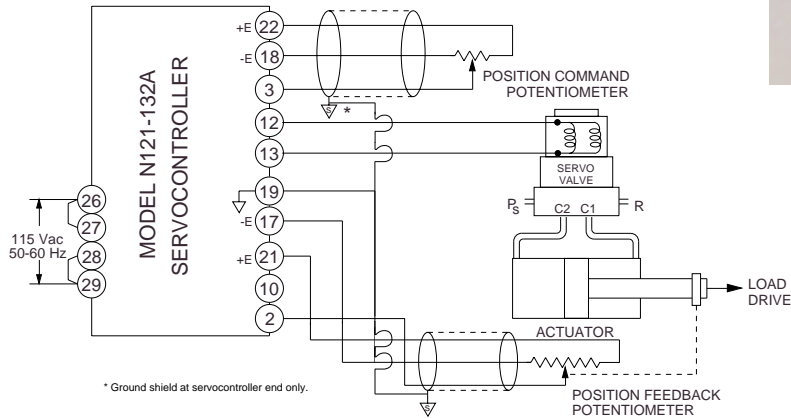 +E 22
-E 18
3
12
13
19
-E 17
+E 21
10
2
MODEL N121-132A
SERVOCONTROLLER
26
27
28
29
115 Vac
50-60 Hz
S *
POSITION COMMAND
POTENTIOMETER
SERVO
VALVE
PS
R
C2 C1
LOAD
DRIVE
ACTUATOR
S
POSITION FEEDBACK
POTENTIOMETER
* Ground shield at servocontroller end only.